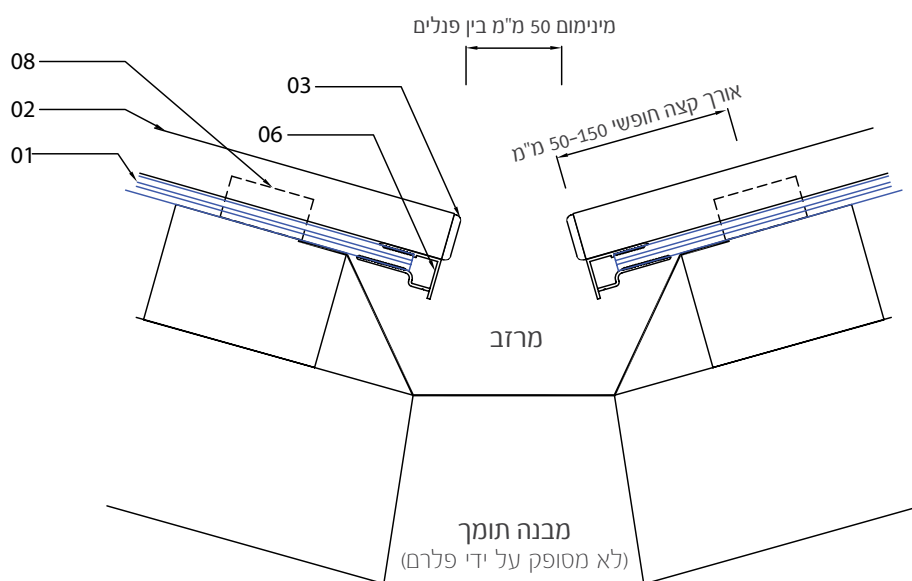 מינימום 50 מ"מ בין פנלים
08
03
02
אורך קצה חופשי 50-150 מ"מ
06
01
מרזב
מבנה תומך
(לא מסופק על ידי פלרם)